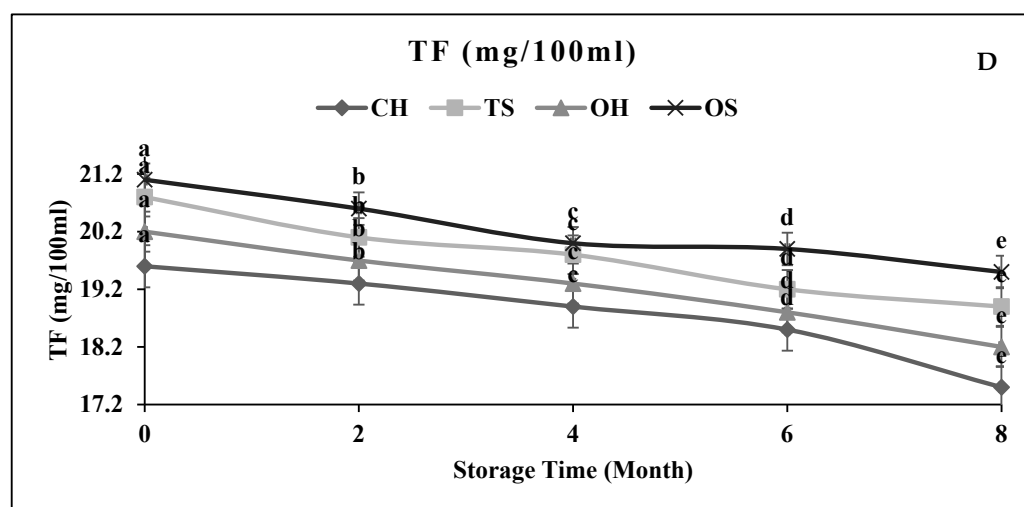 TF (mg/100ml)
D
CH TS OH OS
a b c d e
a b c d e
a b c d e
a b c d e
21.2
20.2
19.2
18.2
17.2
TF (mg/100ml)
0 2 4 6 8
Storage Time (Month)